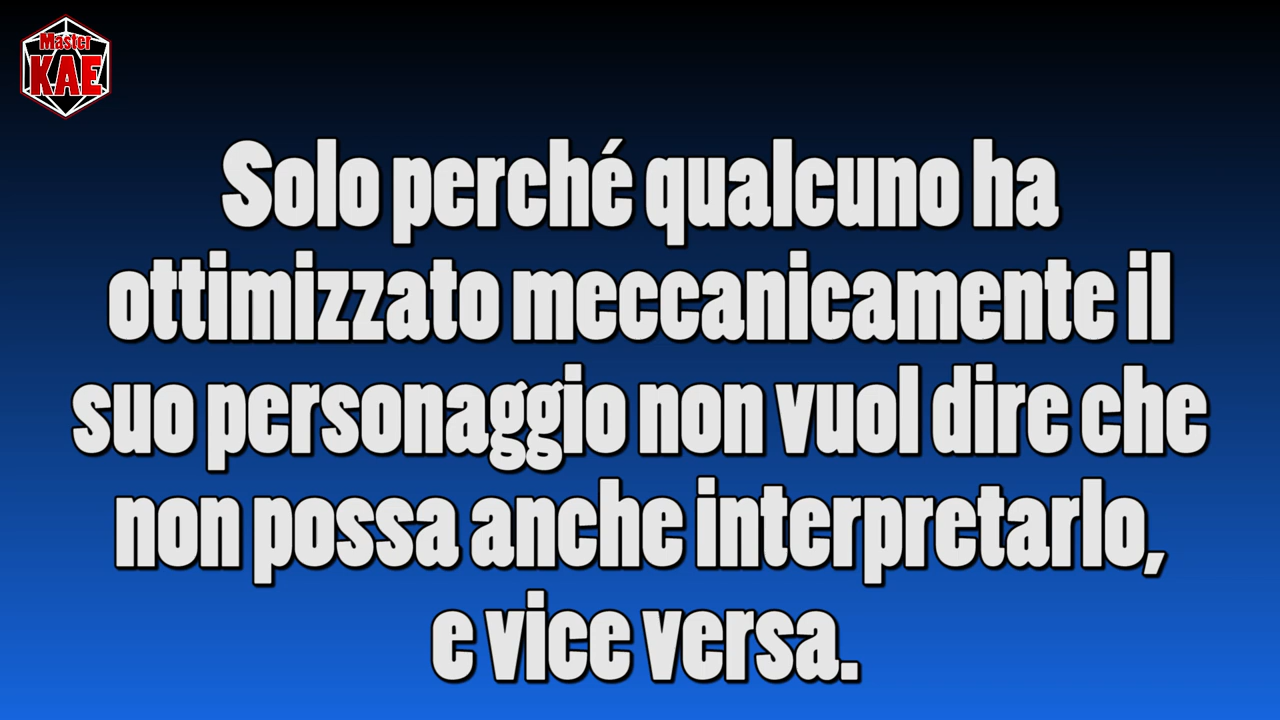 Master
KAE
Solo perché qualcuno ha
ottimizzato meccanicamente il
suo personaggio non vuol dire che
non possa anche interpretarlo,
e vice versa.